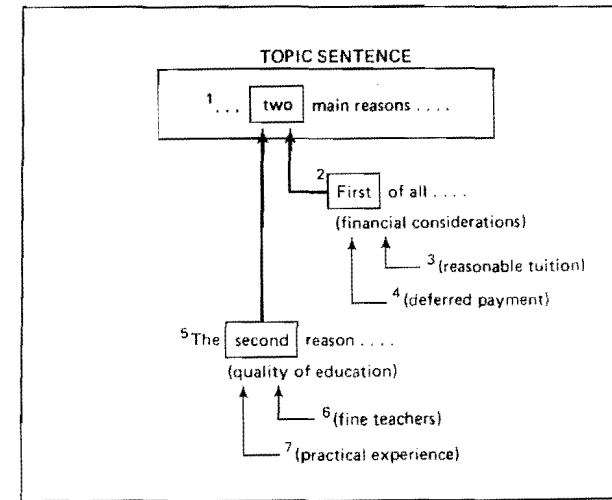 TOPIC SENTENCE
1... two main reasons ....
2 First of all ....
(financial considerations)
3 (reasonable tuition)
4 (deferred payment)
5 The second reason ....
(quality of education)
6 (fine teachers)
7 (practical experience)